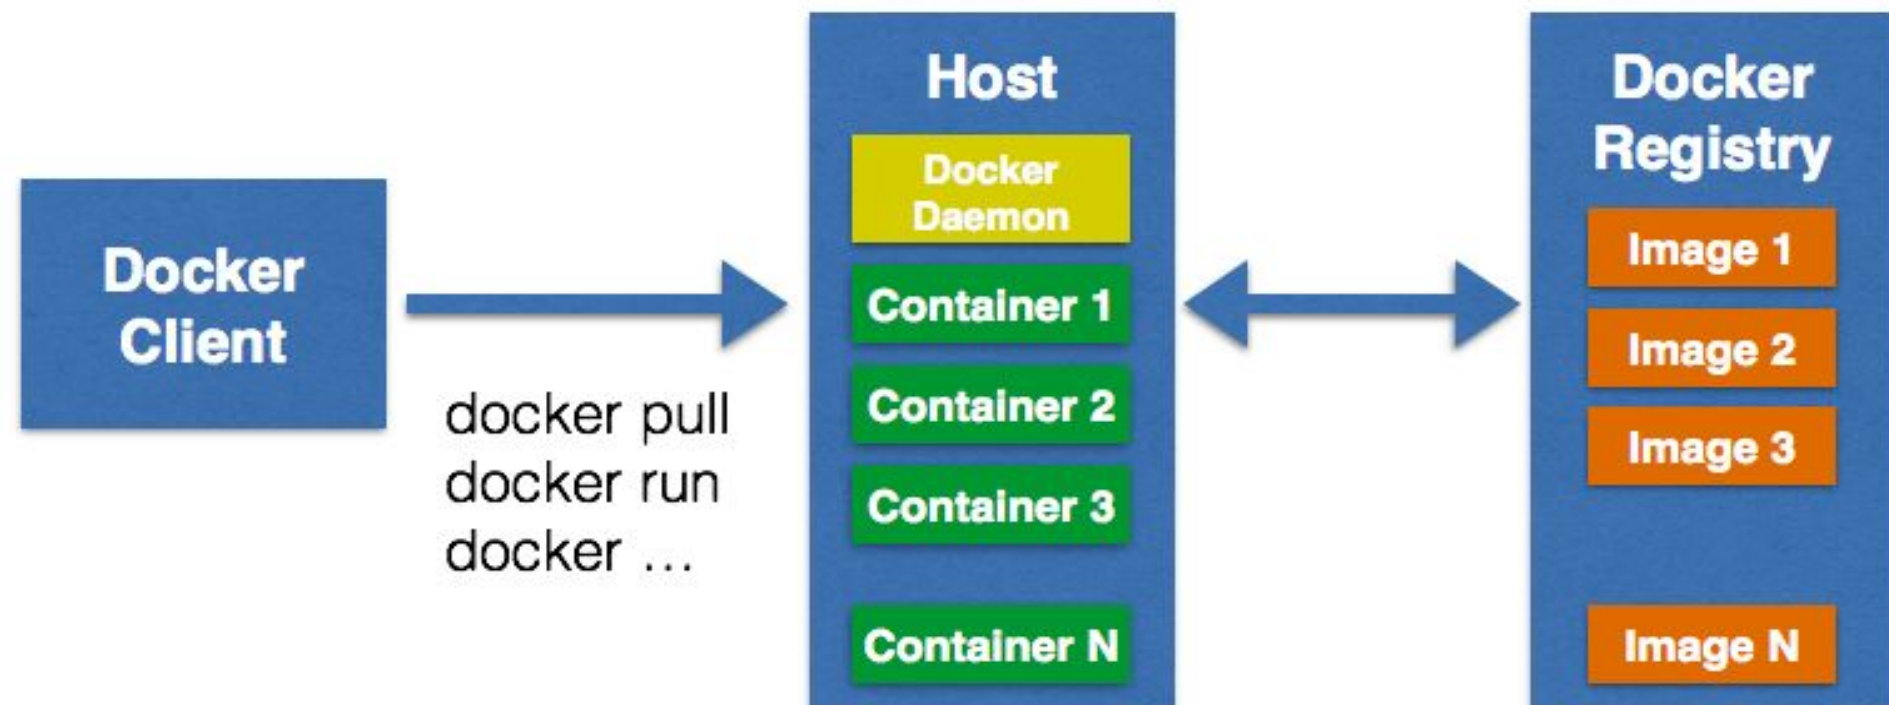 Docker
Client
docker pull
docker run
docker …
Host
Docker
Daemon
Container 1
Container 2
Container 3
Container N
Docker
Registry
Image 1
Image 2
Image 3
Image N